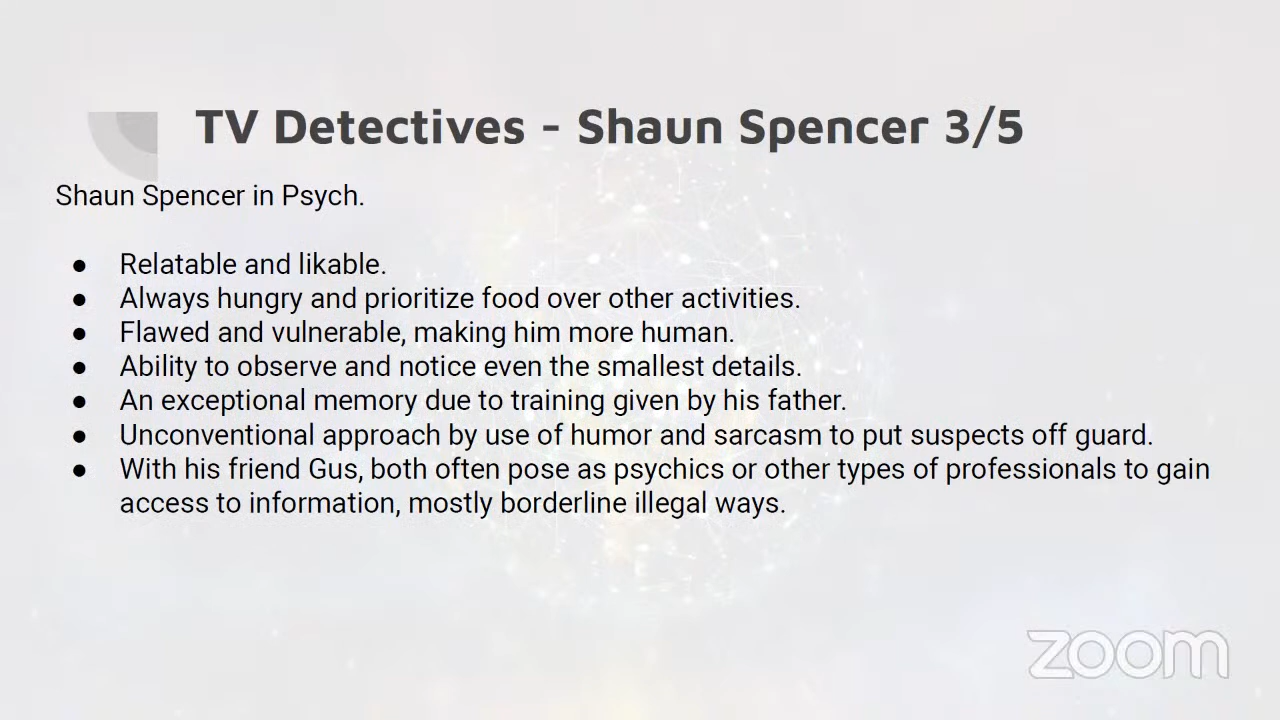 TV Detectives - Shaun Spencer 3/5
Shaun Spencer in Psych.
● Relatable and likable.
● Always hungry and prioritize food over other activities.
● Flawed and vulnerable, making him more human.
● Ability to observe and notice even the smallest details.
● An exceptional memory due to training given by his father.
● Unconventional approach by use of humor and sarcasm to put suspects off guard.
● With his friend Gus, both often pose as psychics or other types of professionals to gain
access to information, mostly borderline illegal ways.
zoom